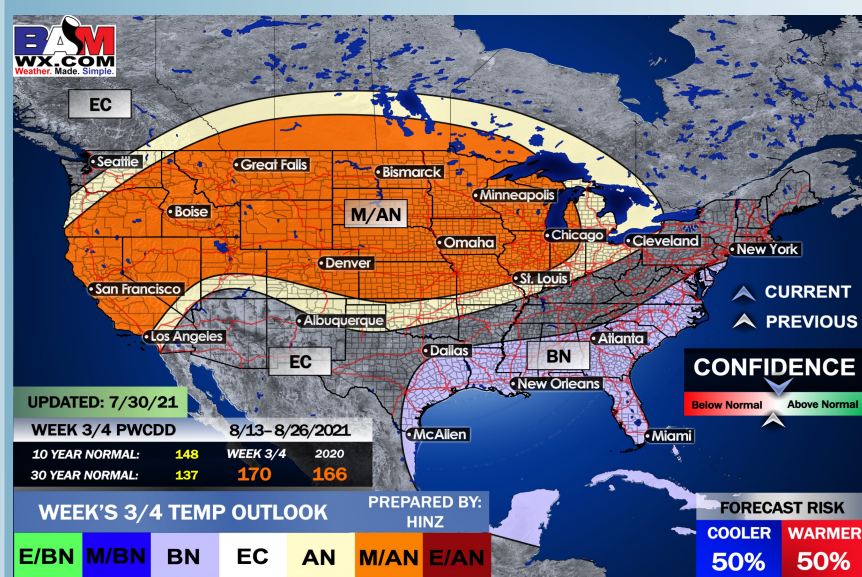 BAM
WX.COM
Weather. Made. Simple.
EC
Seattle
Great Falls
Bismarck
Minneapolis
Boise
M/AN
Omaha
Chicago
Cleveland
New York
Denver
St. Louis
San Francisco
Albuquerque
Los Angeles
EC
Dallas
BN
Atlanta
New Orleans
McAllen
Miami
CURRENT
PREVIOUS
CONFIDENCE
Below Normal Above Normal
UPDATED: 7/30/21
WEEK 3/4 PWCDD 8/13–8/26/2021
10 YEAR NORMAL: 148 WEEK 3/4 2020
30 YEAR NORMAL: 137 170 166
WEEK'S 3/4 TEMP OUTLOOK
PREPARED BY:
HINZ
E/BN M/BN BN EC AN M/AN E/AN
FORECAST RISK
COOLER WARMER
50% 50%